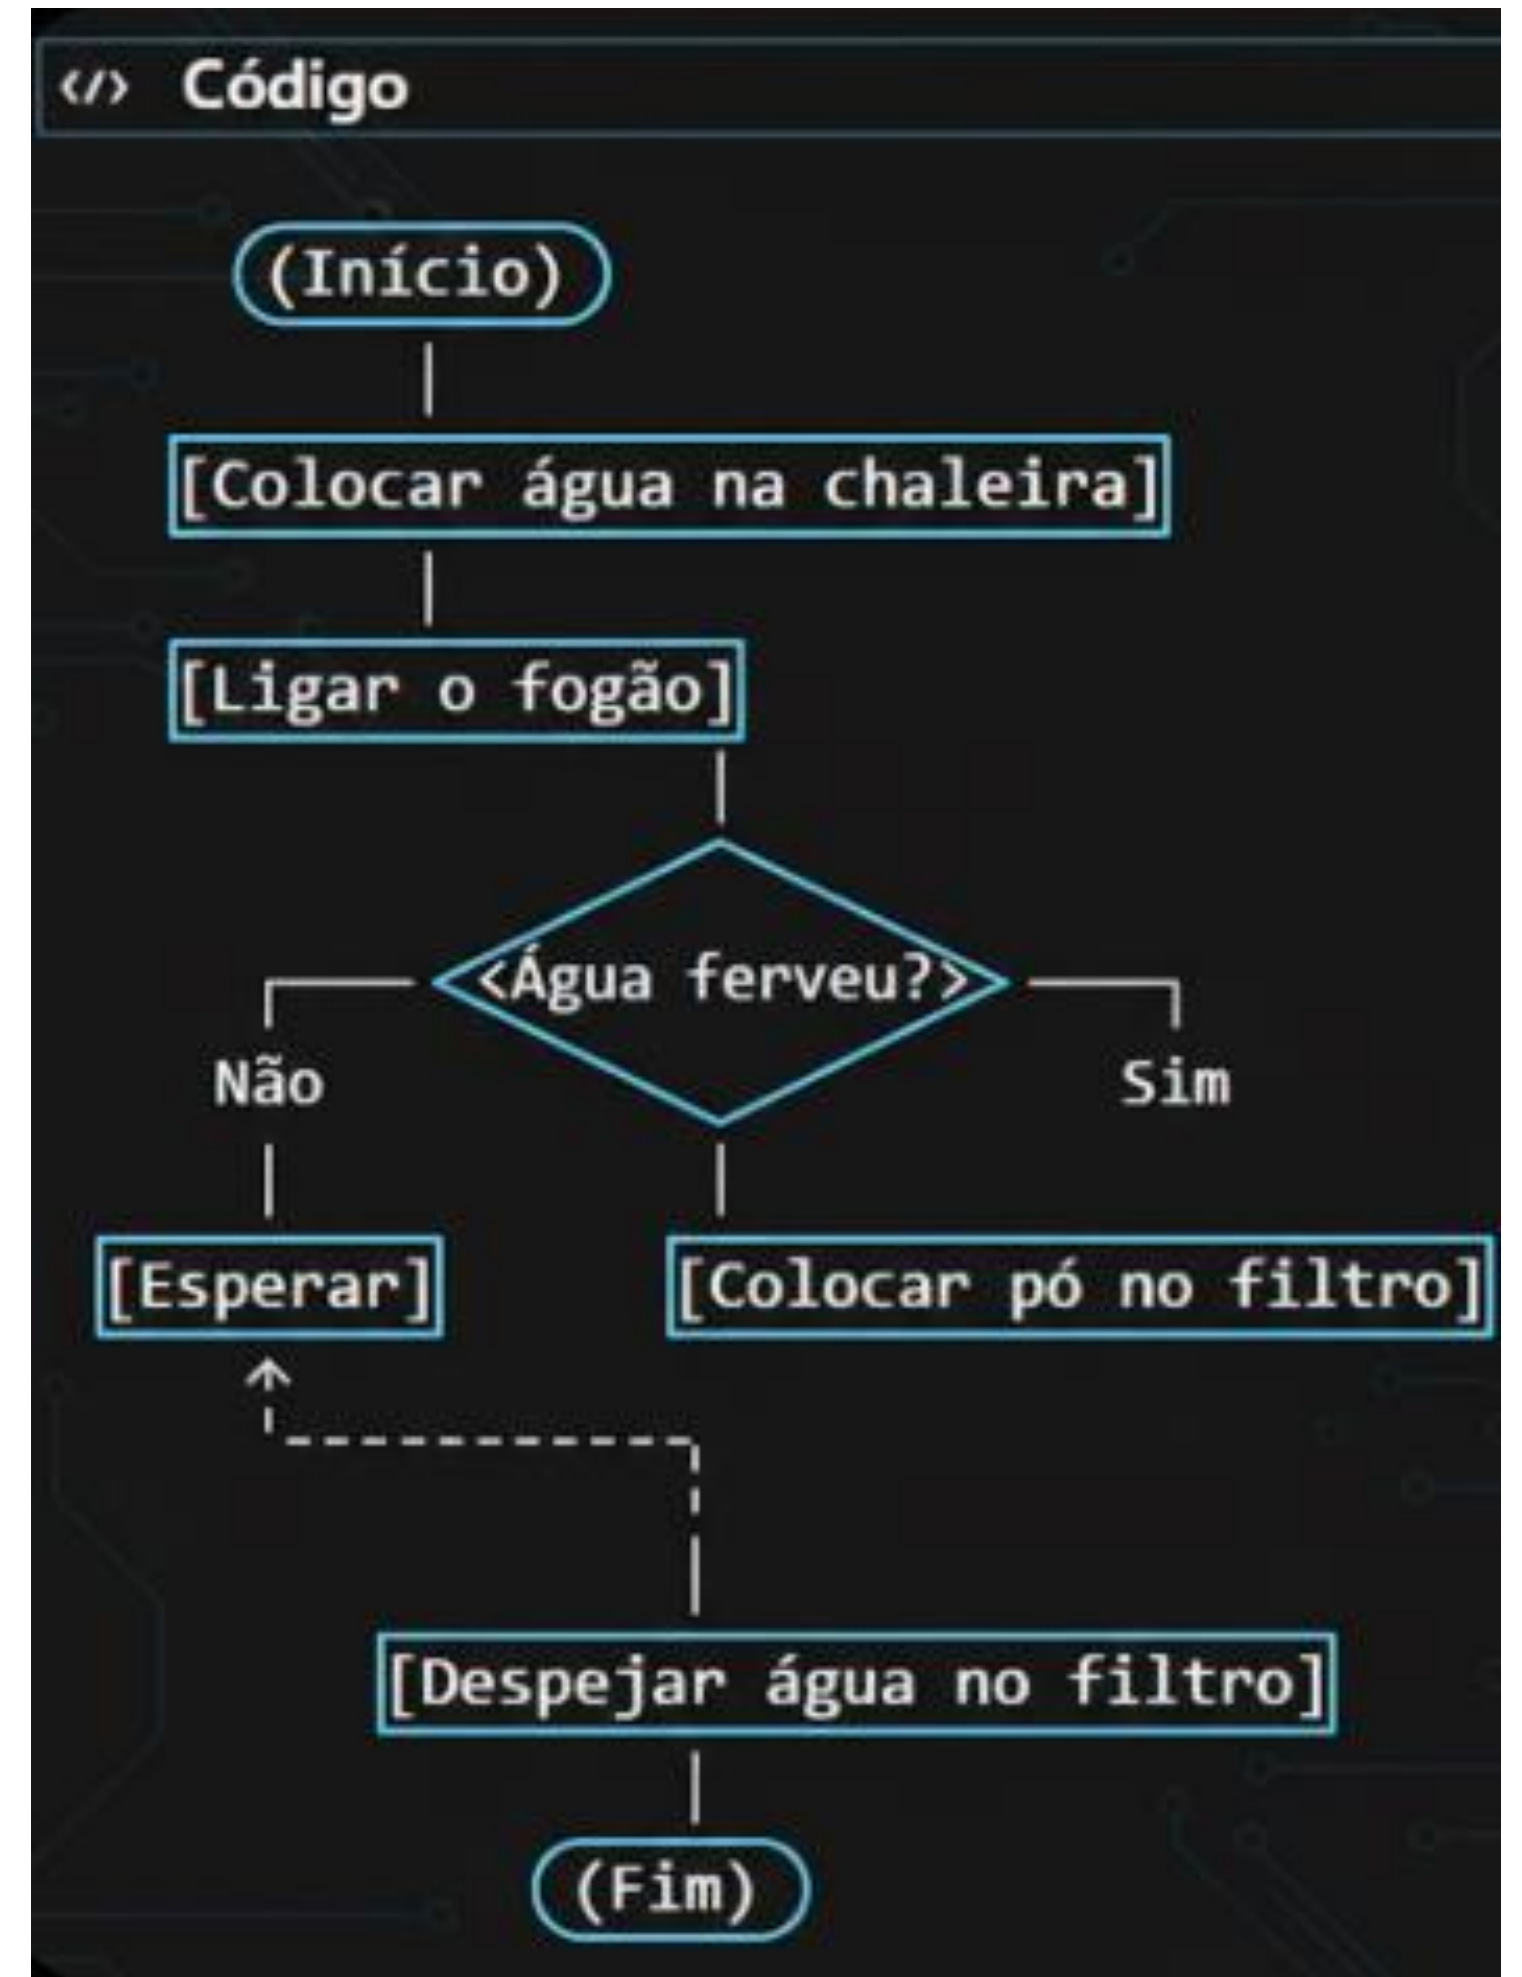 </> Código
(Início)
[Colocar água na chaleira]
[Ligar o fogão]
<Água ferveu?>
Não
Sim
[Esperar]
[Colocar pó no filtro]
[Despejar água no filtro]
(Fim)